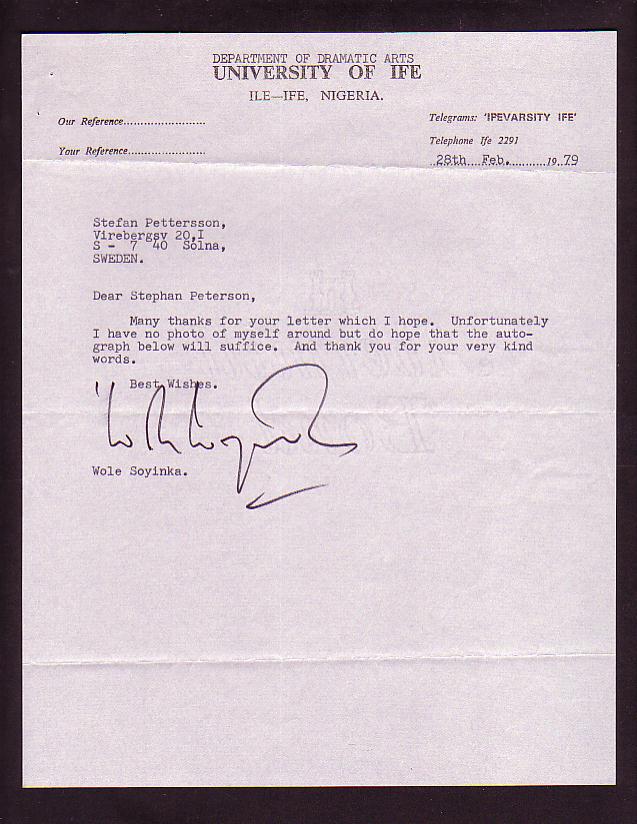 DEPARTMENT OF DRAMATIC ARTS
UNIVERSITY OF IFE
ILE—IFE, NIGERIA.
Our Reference........................
Your Reference......................
Telegrams: 'IPEVARSITY IFE'
Telephone Ife 2291
28th Feb. 19 79
Stefan Pettersson,
Virebergsv 20,I
S - 7 40 Solna,
SWEDEN.
Dear Stephan Peterson,
Many thanks for your letter which I hope. Unfortunately
I have no photo of myself around but do hope that the auto-
graph below will suffice. And thank you for your very kind
words.
Best Wishes.
Wole Soyinka
Wole Soyinka.